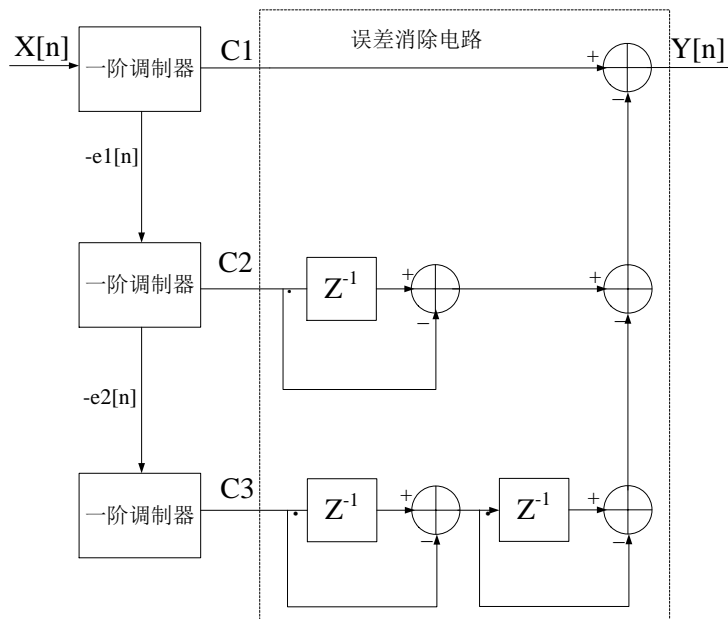 X[n]
一阶调制器
C1
误差消除电路
+
−
Y[n]
-e1[n]
一阶调制器
C2
Z-1
+
−
+
−
-e2[n]
一阶调制器
C3
Z-1
+
−
Z-1
+
−